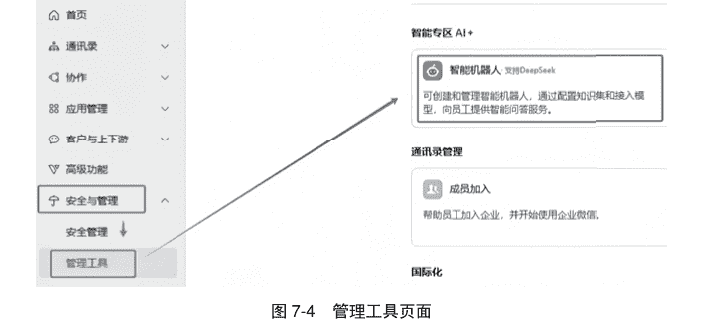 首页
通讯录
协作
应用管理
客户与上下游
高级功能
安全与管理
安全管理
管理工具
智能专区 AI+
智能机器人 支持DeepSeek
可创建和管理智能机器人，通过配置知识集和接入模
型，向员工提供智能问答服务。
通讯录管理
成员加入
帮助员工加入企业，并开始使用企业微信。
国际化
图 7-4 管理工具页面